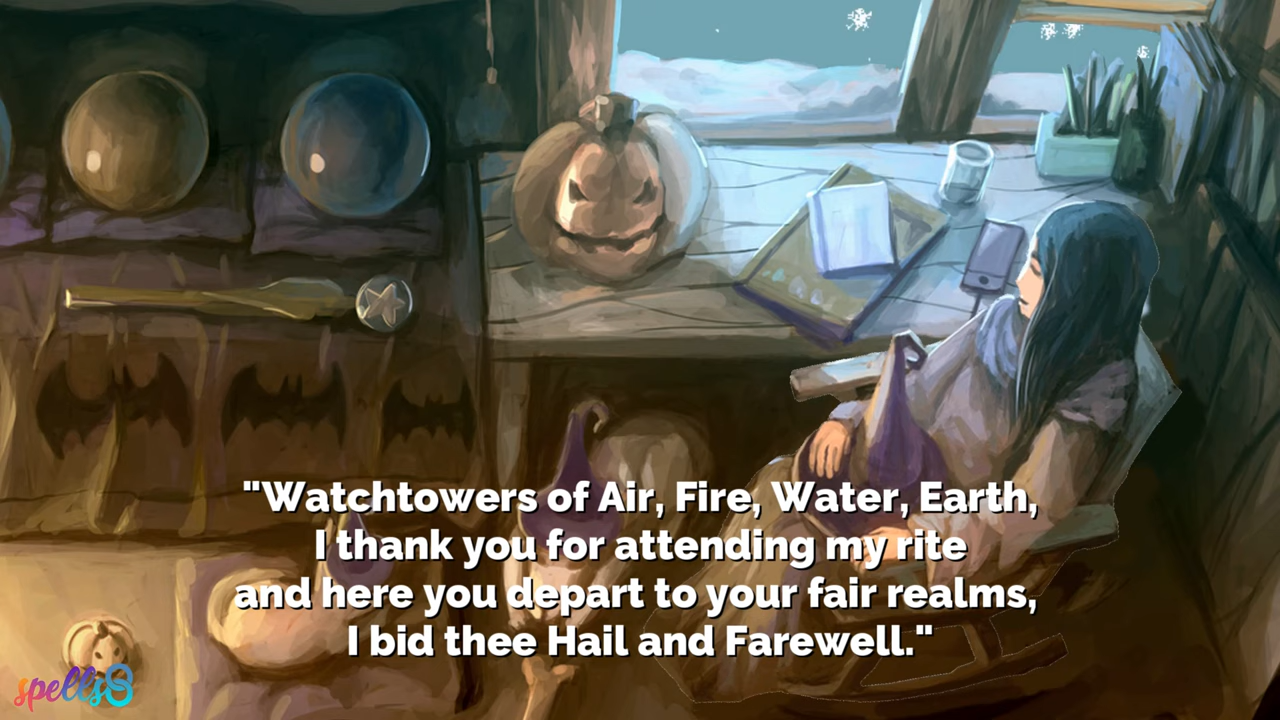 "Watchtowers of Air, Fire, Water, Earth,
I thank you for attending my rite
and here you depart to your fair realms,
I bid thee Hail and Farewell."
spells8